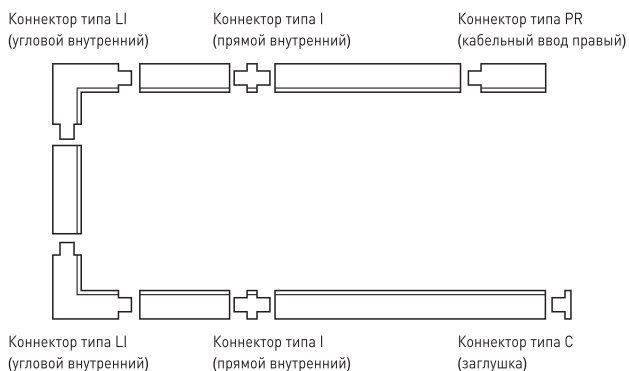 Коннектор типа LI
(угловой внутренний)
Коннектор типа I
(прямой внутренний)
Коннектор типа PR
(кабельный ввод правый)
Коннектор типа LI
(угловой внутренний)
Коннектор типа I
(прямой внутренний)
Коннектор типа C
(заглушка)